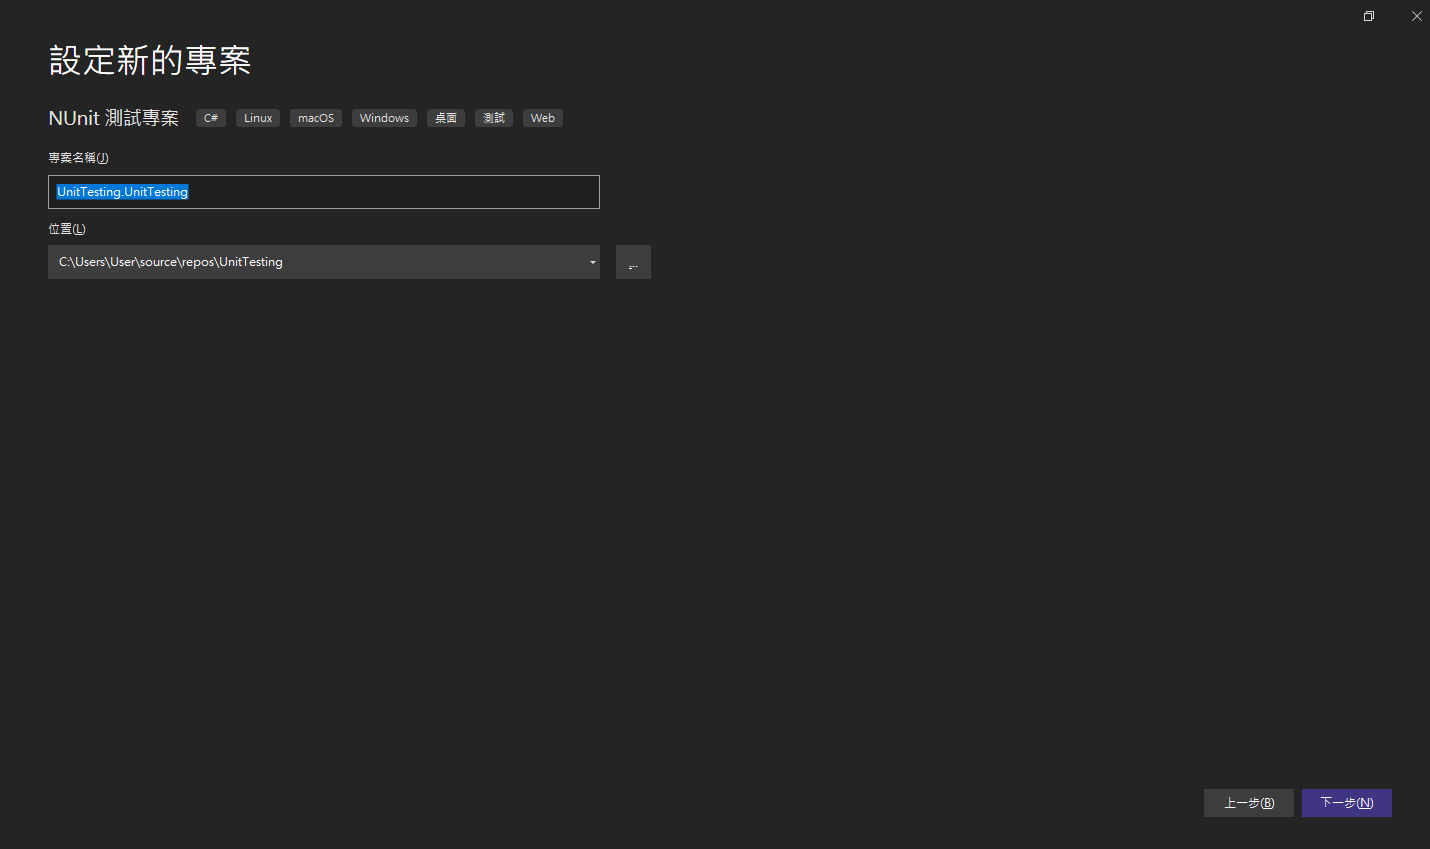 設定新的專案
NUnit 測試專案 C# Linux macOS Windows 桌面 測試 Web
專案名稱(J)
UnitTesting.UnitTesting
位置(L)
C:\Users\User\source\repos\UnitTesting ...
上一步(B) 下一步(N)